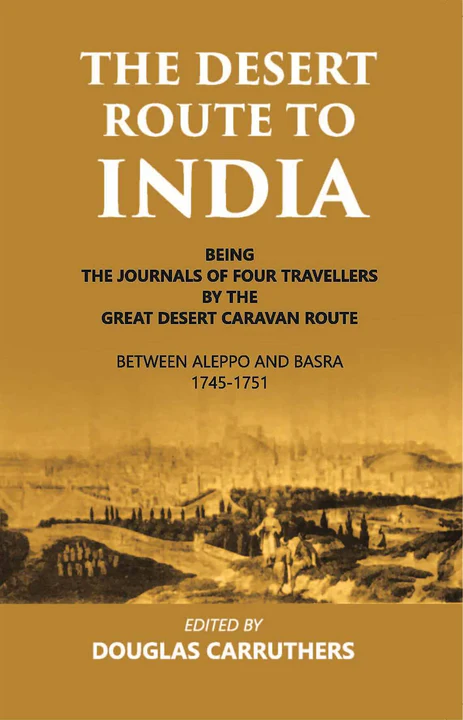 THE DESERT
ROUTE TO
INDIA
BEING
THE JOURNALS OF FOUR TRAVELLERS
BY THE
GREAT DESERT CARAVAN ROUTE
BETWEEN ALEPPO AND BASRA
1745-1751
EDITED BY
DOUGLAS CARRUTHERS